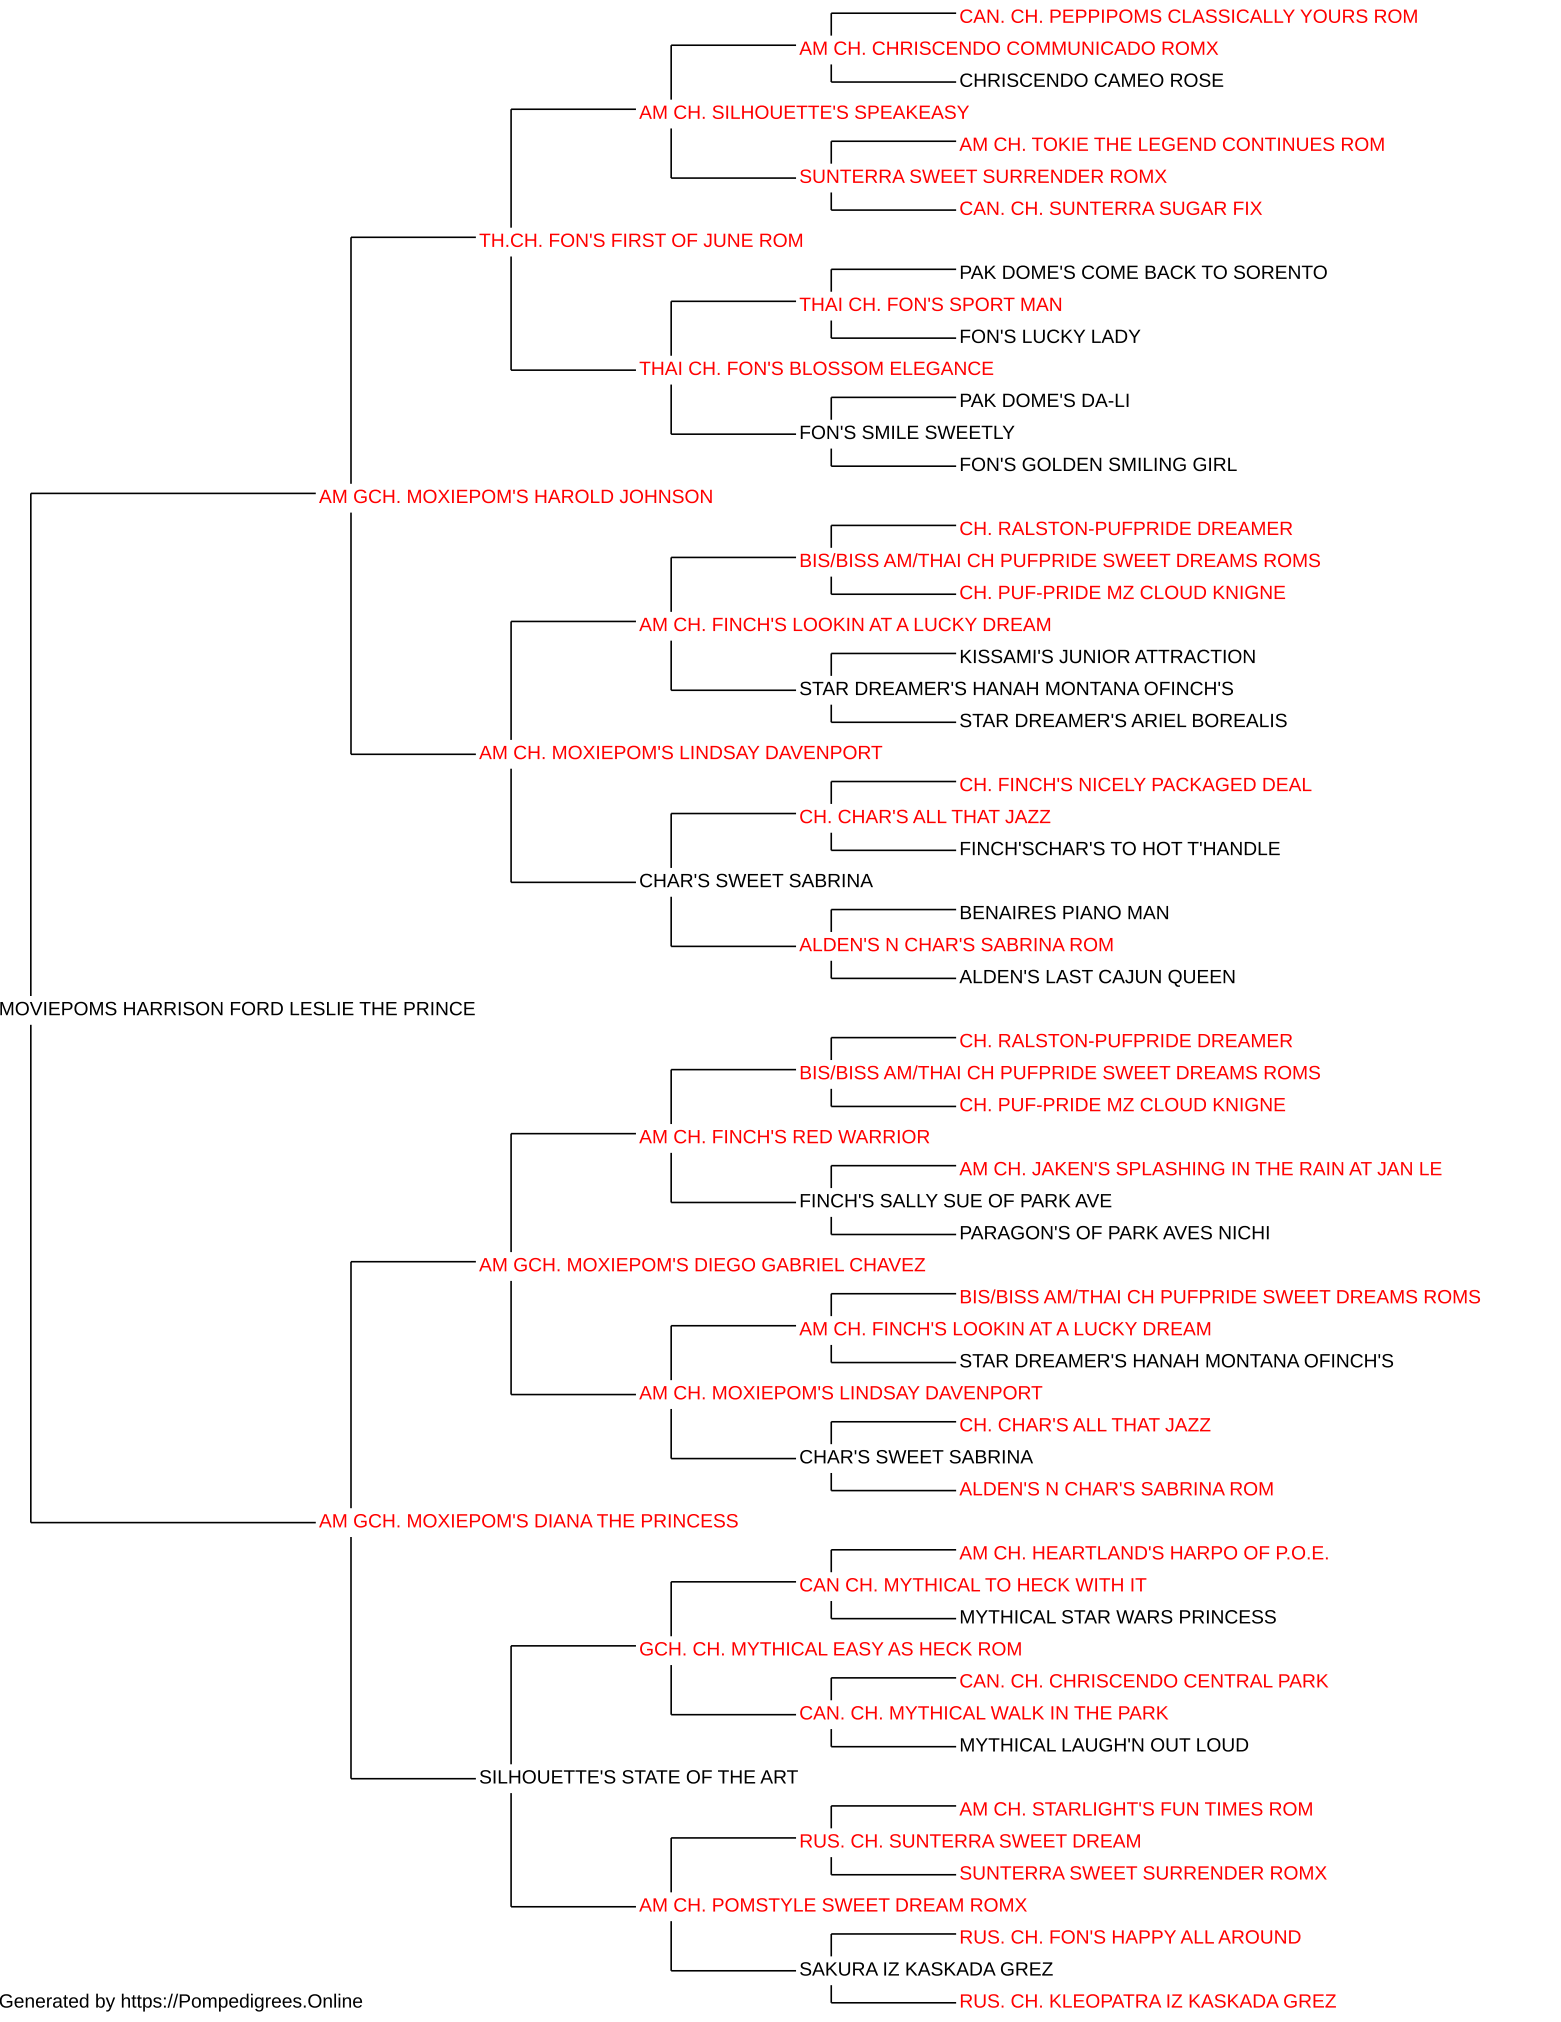 CAN. CH. PEPPIPOMS CLASSICALLY YOURS ROM
AM CH. CHRISCENDO COMMUNICADO ROMX
CHRISCENDO CAMEO ROSE
AM CH. SILHOUETTE'S SPEAKEASY
AM CH. TOKIE THE LEGEND CONTINUES ROM
SUNTERRA SWEET SURRENDER ROMX
CAN. CH. SUNTERRA SUGAR FIX
TH.CH. FON'S FIRST OF JUNE ROM
PAK DOME'S COME BACK TO SORENTO
THAI CH. FON'S SPORT MAN
FON'S LUCKY LADY
THAI CH. FON'S BLOSSOM ELEGANCE
PAK DOME'S DA-LI
FON'S SMILE SWEETLY
FON'S GOLDEN SMILING GIRL
AM GCH. MOXIEPOM'S HAROLD JOHNSON
CH. RALSTON-PUFPRIDE DREAMER
BIS/BISS AM/THAI CH PUFPRIDE SWEET DREAMS ROMS
CH. PUF-PRIDE MZ CLOUD KNIGNE
AM CH. FINCH'S LOOKIN AT A LUCKY DREAM
KISSAMI'S JUNIOR ATTRACTION
STAR DREAMER'S HANAH MONTANA OFINCH'S
STAR DREAMER'S ARIEL BOREALIS
AM CH. MOXIEPOM'S LINDSAY DAVENPORT
CH. FINCH'S NICELY PACKAGED DEAL
CH. CHAR'S ALL THAT JAZZ
FINCH'SCHAR'S TO HOT T'HANDLE
CHAR'S SWEET SABRINA
BENAIRES PIANO MAN
ALDEN'S N CHAR'S SABRINA ROM
ALDEN'S LAST CAJUN QUEEN
MOVIEPOMS HARRISON FORD LESLIE THE PRINCE
CH. RALSTON-PUFPRIDE DREAMER
BIS/BISS AM/THAI CH PUFPRIDE SWEET DREAMS ROMS
CH. PUF-PRIDE MZ CLOUD KNIGNE
AM CH. FINCH'S RED WARRIOR
AM CH. JAKEN'S SPLASHING IN THE RAIN AT JAN LE
FINCH'S SALLY SUE OF PARK AVE
PARAGON'S OF PARK AVES NICHI
AM GCH. MOXIEPOM'S DIEGO GABRIEL CHAVEZ
BIS/BISS AM/THAI CH PUFPRIDE SWEET DREAMS ROMS
AM CH. FINCH'S LOOKIN AT A LUCKY DREAM
STAR DREAMER'S HANAH MONTANA OFINCH'S
AM CH. MOXIEPOM'S LINDSAY DAVENPORT
CH. CHAR'S ALL THAT JAZZ
CHAR'S SWEET SABRINA
ALDEN'S N CHAR'S SABRINA ROM
AM GCH. MOXIEPOM'S DIANA THE PRINCESS
AM CH. HEARTLAND'S HARPO OF P.O.E.
CAN CH. MYTHICAL TO HECK WITH IT
MYTHICAL STAR WARS PRINCESS
GCH. CH. MYTHICAL EASY AS HECK ROM
CAN. CH. CHRISCENDO CENTRAL PARK
CAN. CH. MYTHICAL WALK IN THE PARK
MYTHICAL LAUGH'N OUT LOUD
SILHOUETTE'S STATE OF THE ART
AM CH. STARLIGHT'S FUN TIMES ROM
RUS. CH. SUNTERRA SWEET DREAM
SUNTERRA SWEET SURRENDER ROMX
AM CH. POMSTYLE SWEET DREAM ROMX
RUS. CH. FON'S HAPPY ALL AROUND
SAKURA IZ KASKADA GREZ
RUS. CH. KLEOPATRA IZ KASKADA GREZ
Generated by https://Pompedigrees.Online